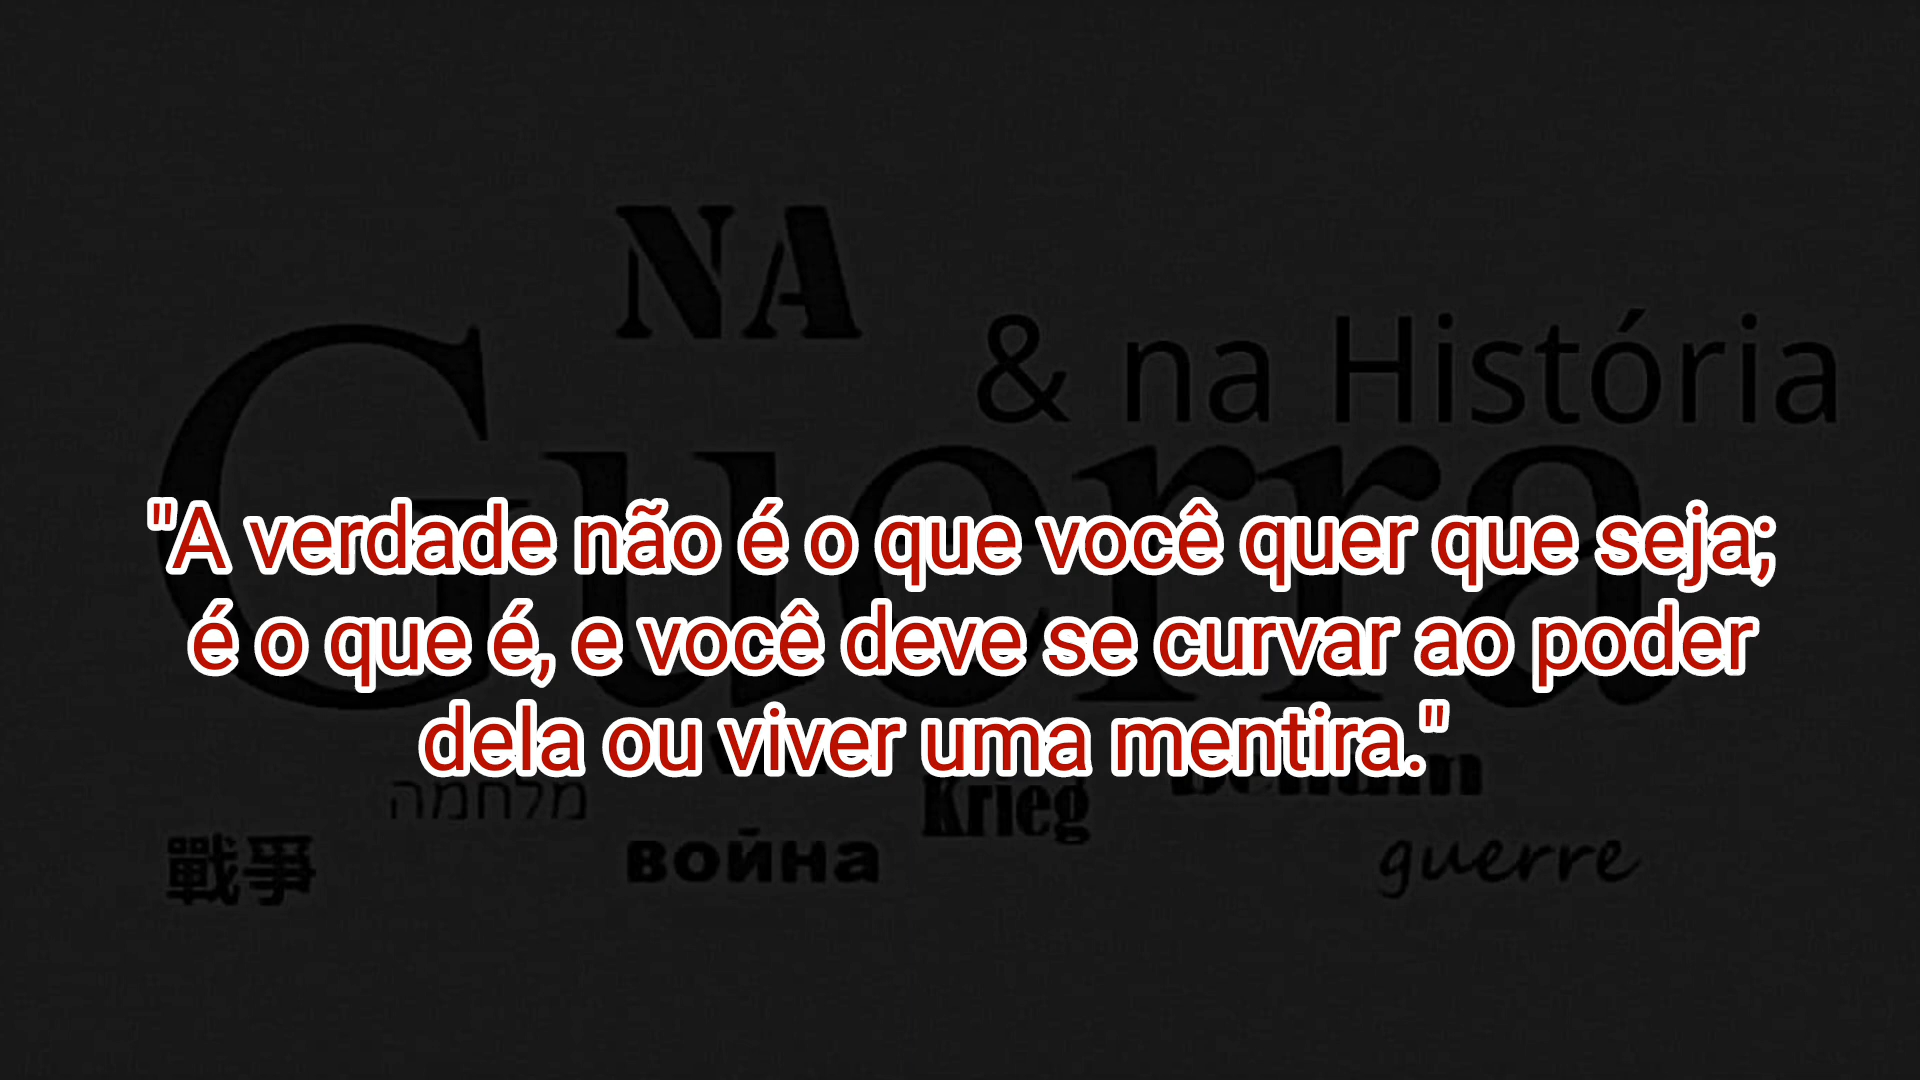 NA
& na História
Guerra
"A verdade não é o que você quer que seja;
é o que é, e você deve se curvar ao poder
dela ou viver uma mentira."
מלחמה
Krieg
Bellum
戰爭
война
guerre